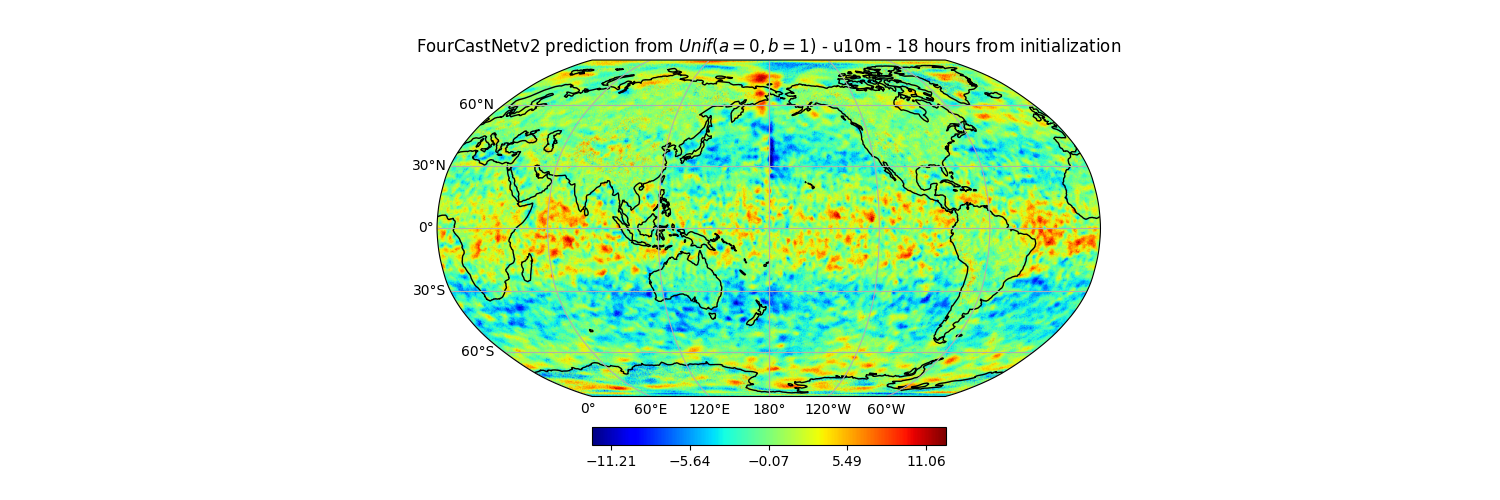 FourCastNetv2 prediction from Unif(a = 0, b = 1) - u10m - 18 hours from initialization
60°N
30°N
0°
30°S
60°S
0° 60°E 120°E 180° 120°W 60°W
−11.21 −5.64 −0.07 5.49 11.06